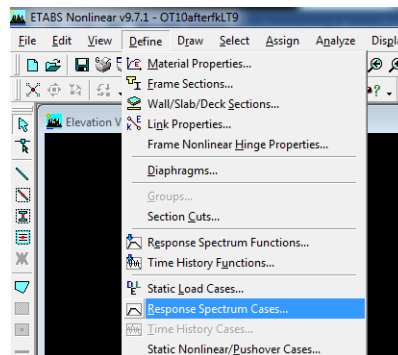 ETABS Nonlinear v9.7.1 - OT10afterfkLT9
File Edit View Define Draw Select Assign Analyze Displ
Material Properties...
Frame Sections...
Wall/Slab/Deck Sections...
Link Properties...
Frame Nonlinear Hinge Properties...
Elevation V
Diaphragms...
Groups...
Section Cuts...
Response Spectrum Functions...
Time History Functions...
Static Load Cases...
Response Spectrum Cases...
Time History Cases...
Static Nonlinear/Pushover Cases...